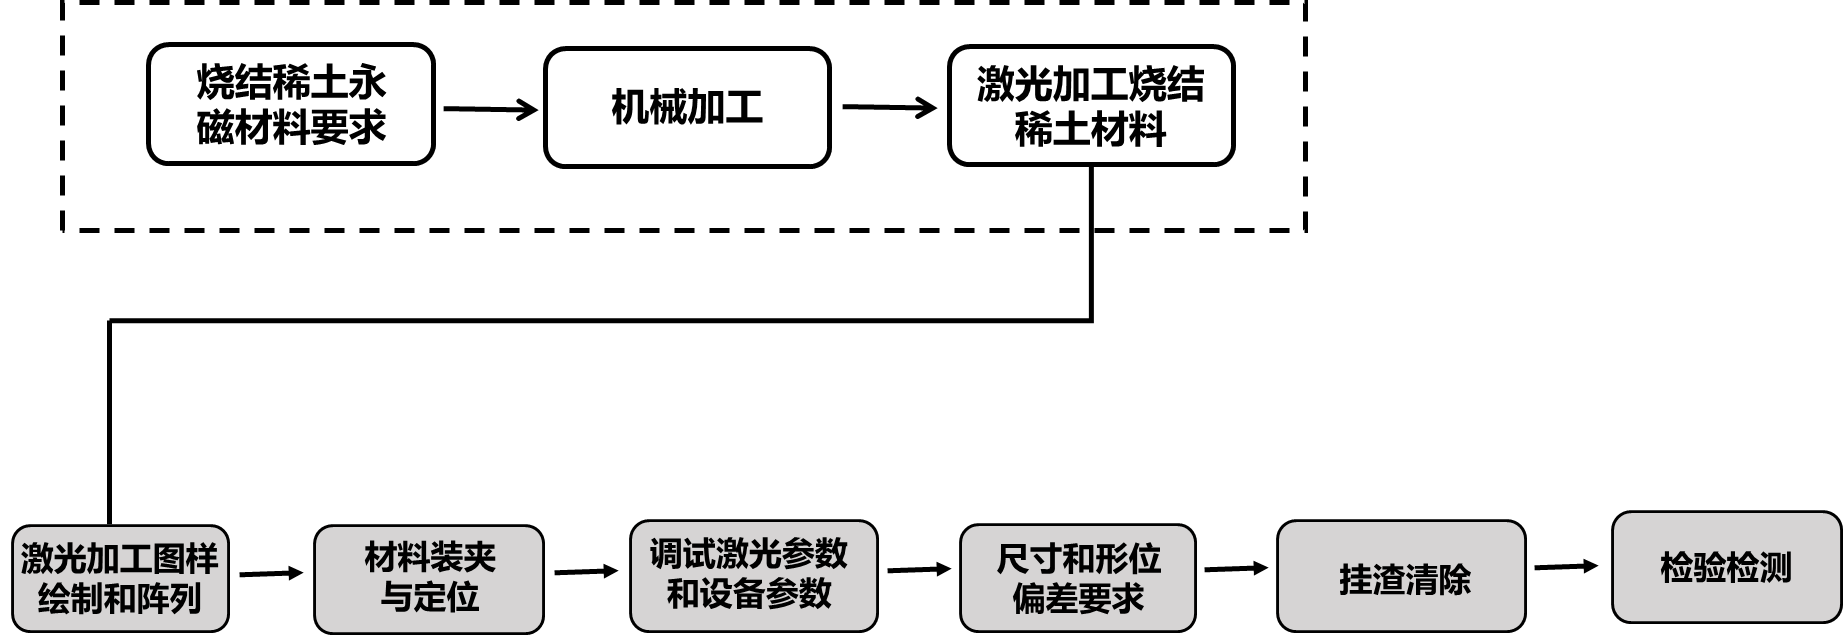 烧结稀土永
磁材料要求
机械加工
激光加工烧结
稀土材料
激光加工图样
绘制和阵列
材料装夹
与定位
调试激光参数
和设备参数
尺寸和形位
偏差要求
挂渣清除
检验检测